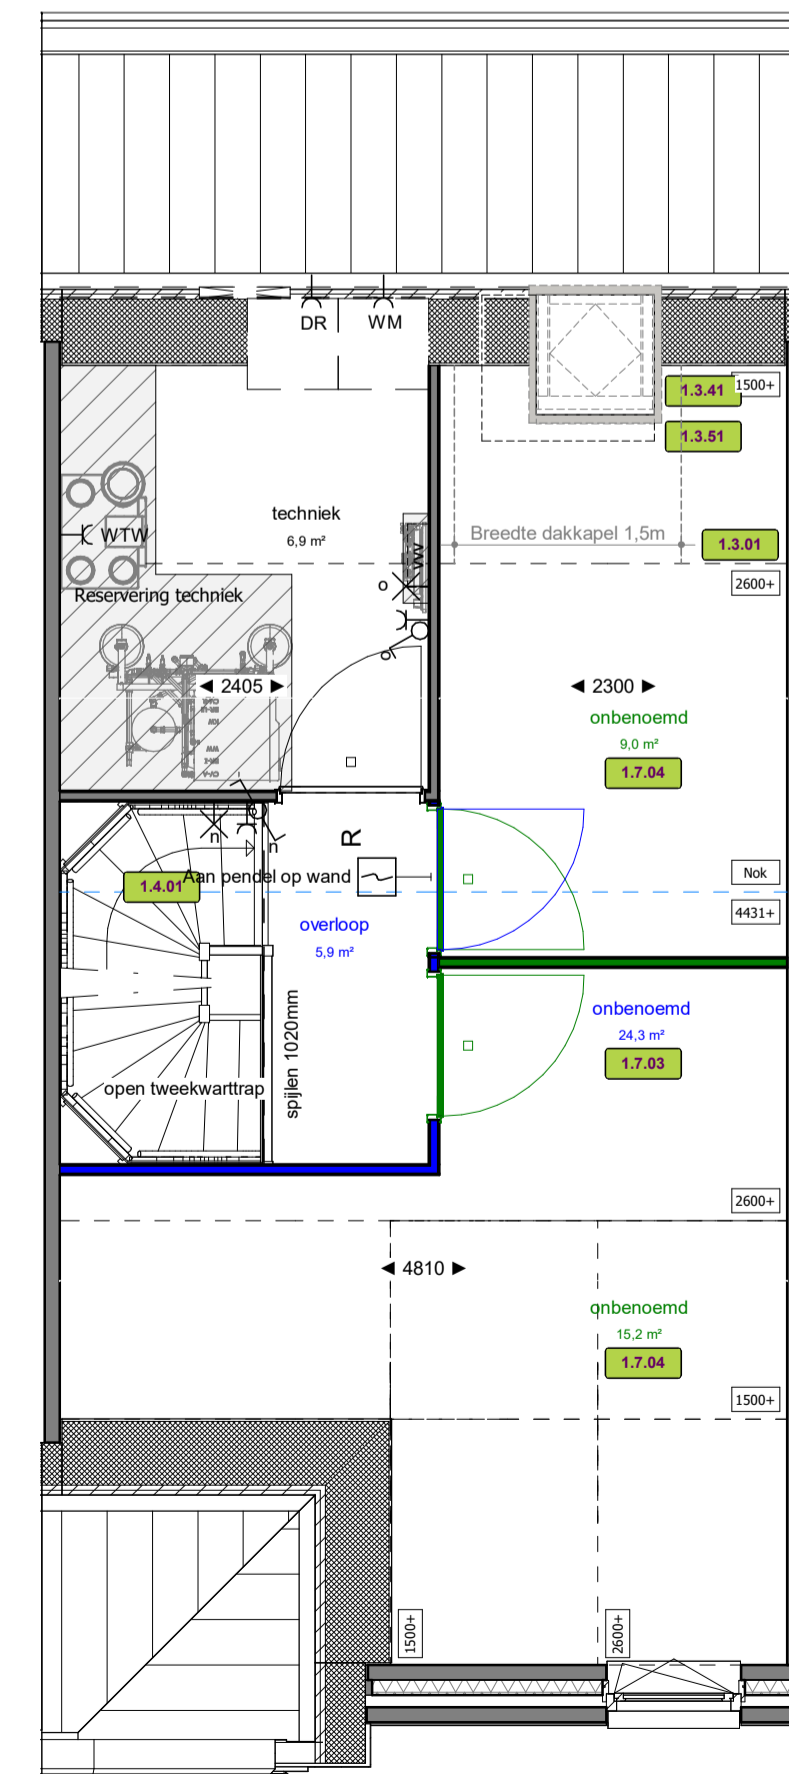 DR
WM
1.3.41
1500+
1.3.51
techniek
6,9 m²
WTW
WV
Breedte dakkapel 1,5m
1.3.01
o
2600+
Reservering techniek
o
2405
2300
onbenoemd
9,0 m²
1.7.04
n
n
R
Aan pendel op wand
1.4.01
Nok
4431+
overloop
5,9 m²
spijlen 1020mm
onbenoemd
24,3 m²
1.7.03
open tweekwarttrap
2600+
4810
onbenoemd
15,2 m²
1.7.04
1500+
1500+
2600+